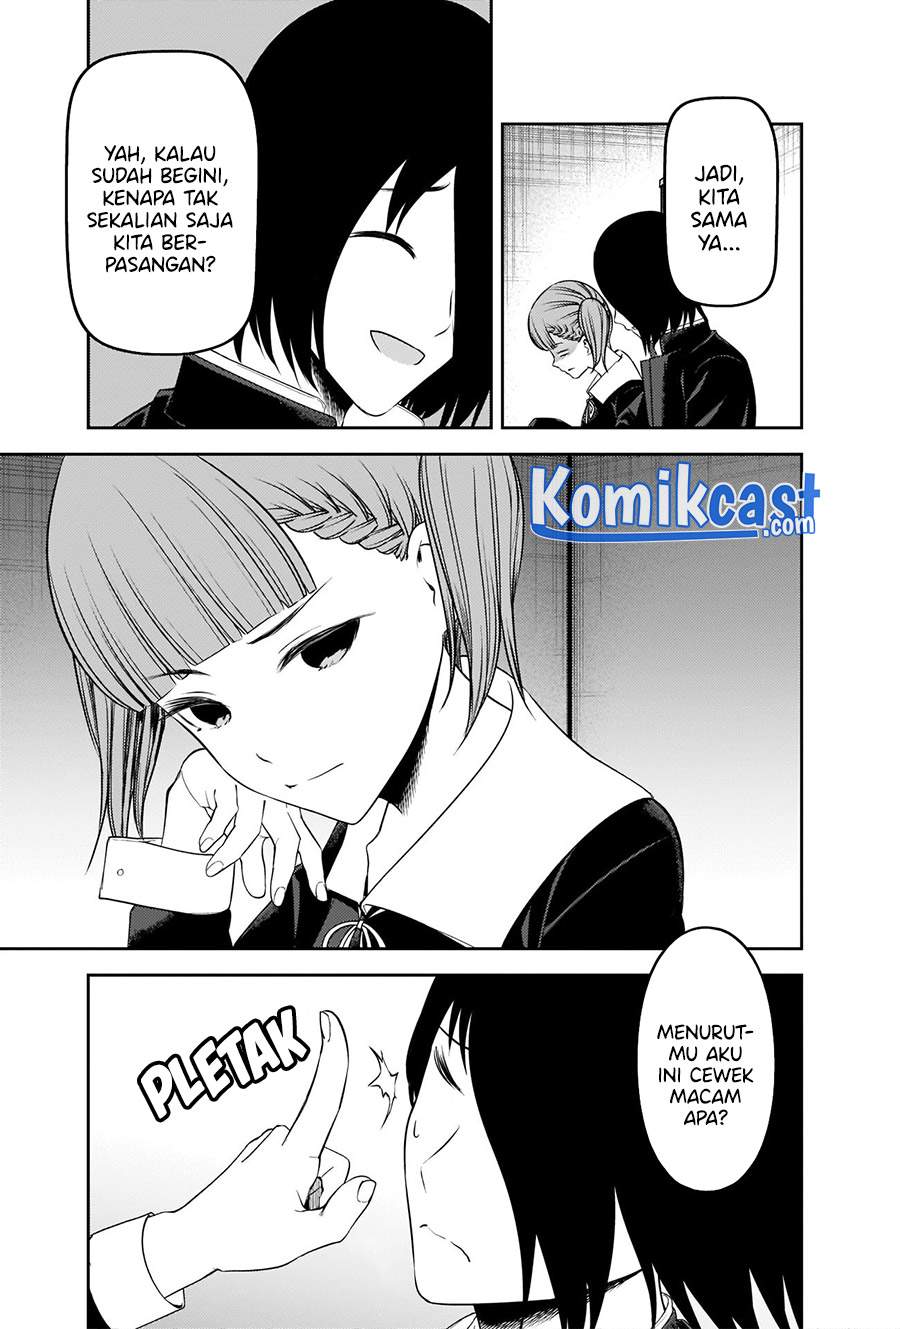 JADI,
KITA
SAMA
YA...
YAH, KALAU
SUDAH BEGINI,
KENAPA TAK
SEKALIAN SAJA
KITA BER-
PASANGAN?
Komikcast
.com
PLETAK
MENURUT-
MU AKU
INI CEWEK
MACAM
APA?